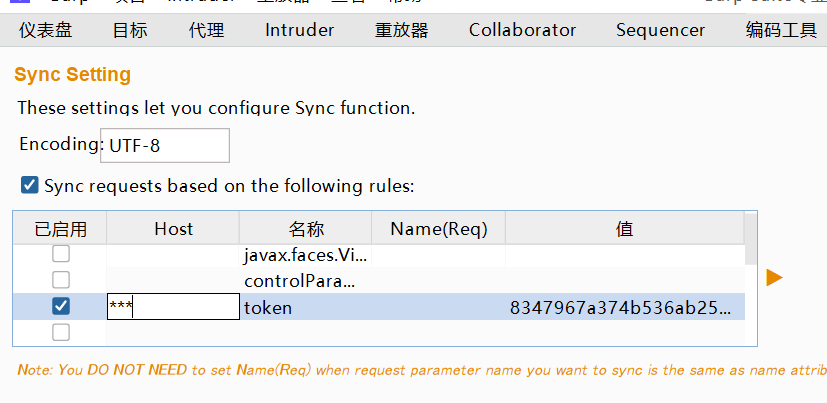 仪表盘 目标 代理 Intruder 重放器 Collaborator Sequencer 编码工具
Sync Setting
These settings let you configure Sync function.
Encoding: UTF-8
Sync requests based on the following rules:
已启用 Host 名称 Name(Req) 值
javax.faces.Vi...
controlPara...
*** token 8347967a374b536ab25...
Note: You DO NOT NEED to set Name(Req) when request parameter name you want to sync is the same as name attrib